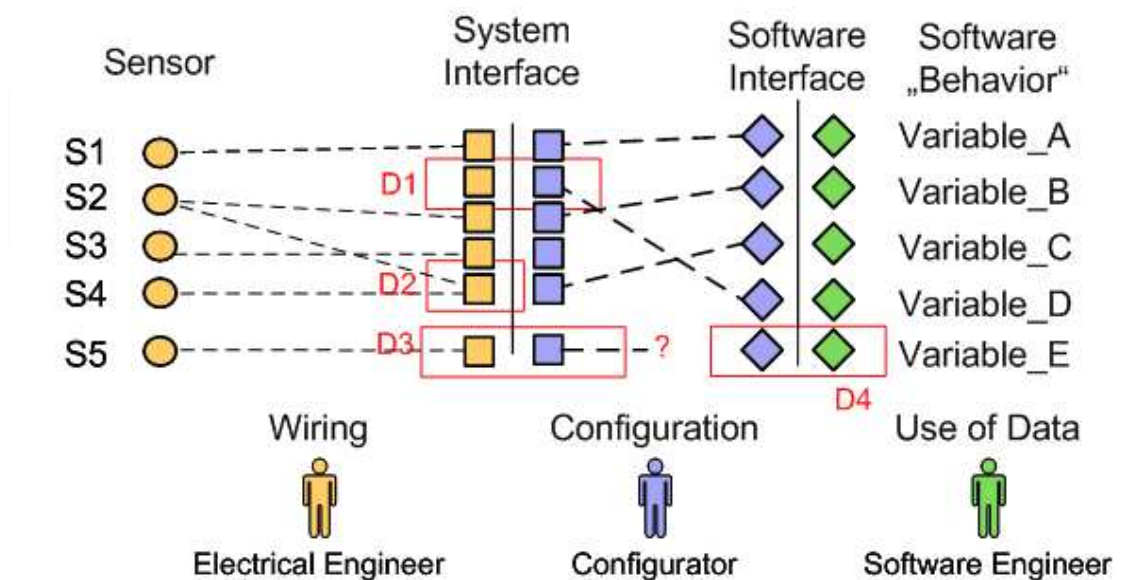 Sensor
System
Interface
Software
Interface
Software
„Behavior“
S1
S2
S3
S4
S5
D1
D2
D3
?
D4
Variable_A
Variable_B
Variable_C
Variable_D
Variable_E
Wiring
Configuration
Use of Data
Electrical Engineer
Configurator
Software Engineer